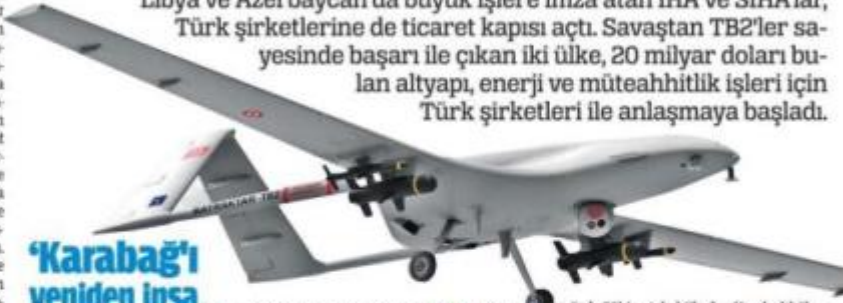 Libya ve Azerbaycan'da büyük işlere imza atan İHA ve SİHA'lar,
Türk şirketlerine de ticaret kapısı açtı. Savaştan TB2'ler sa-
yesinde başarı ile çıkan iki ülke, 20 milyar doları bu-
lan altyapı, enerji ve müteahhitlik işleri için
Türk şirketleri ile anlaşmaya başladı.
BAYRAKTAR TB2
‘Karabağ'ı
yeniden inşa